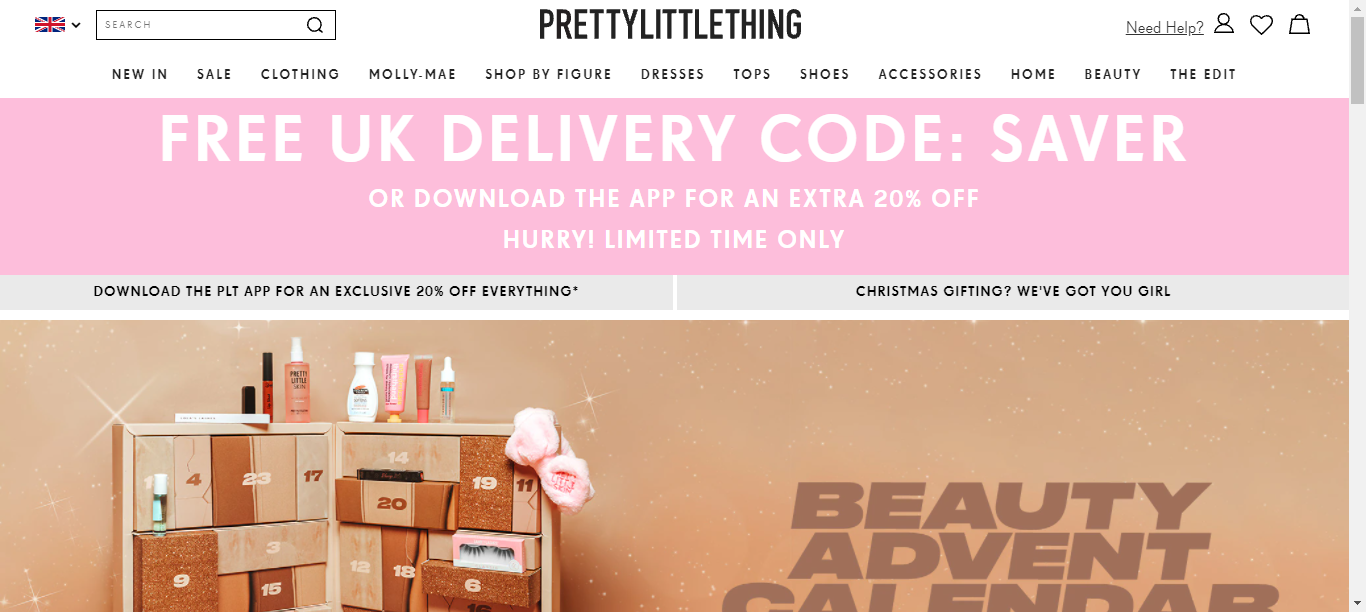 SEARCH
PRETTYLITTLETHING
Need Help?
NEW IN SALE CLOTHING MOLLY-MAE SHOP BY FIGURE DRESSES TOPS SHOES ACCESSORIES HOME BEAUTY THE EDIT
FREE UK DELIVERY CODE: SAVER
OR DOWNLOAD THE APP FOR AN EXTRA 20% OFF
HURRY! LIMITED TIME ONLY
DOWNLOAD THE PLT APP FOR AN EXCLUSIVE 20% OFF EVERYTHING*
CHRISTMAS GIFTING? WE'VE GOT YOU GIRL
PRETTY
LITTLE
SKIN
4
23
17
14
19
11
20
3
9
15
12
18
6
16
BEAUTY
ADVENT
CALENDAR